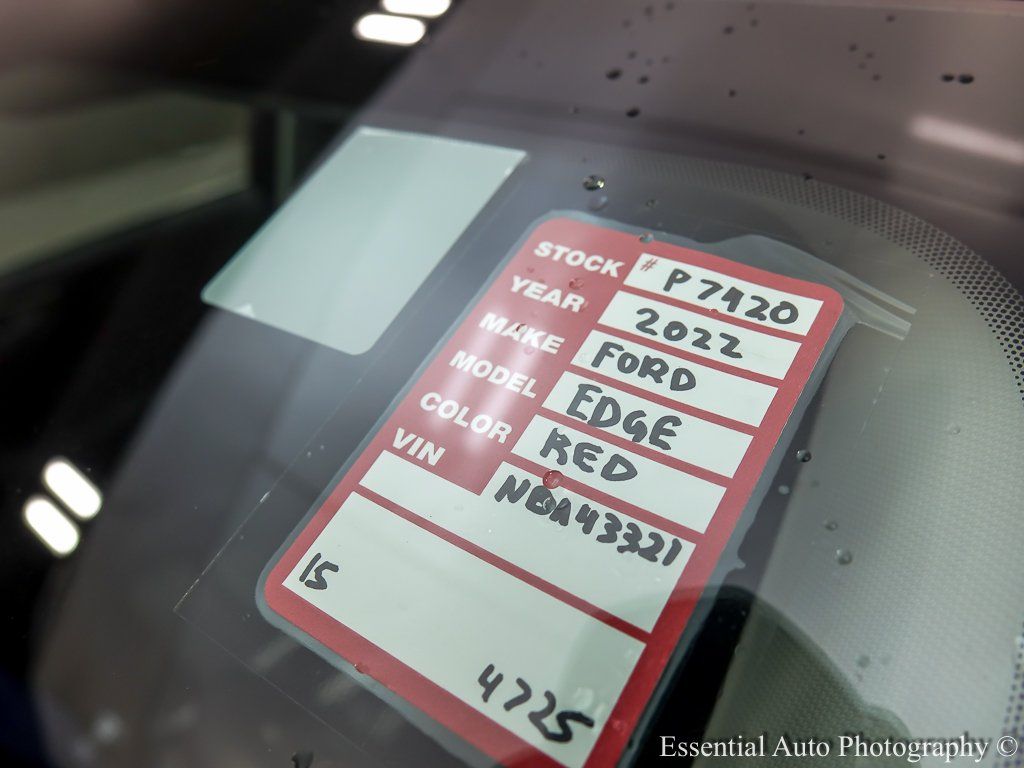 STOCK # P7420
YEAR 2022
MAKE FORD
MODEL EDGE
COLOR RED
VIN NBA43321
15
4725
Essential Auto Photography ©